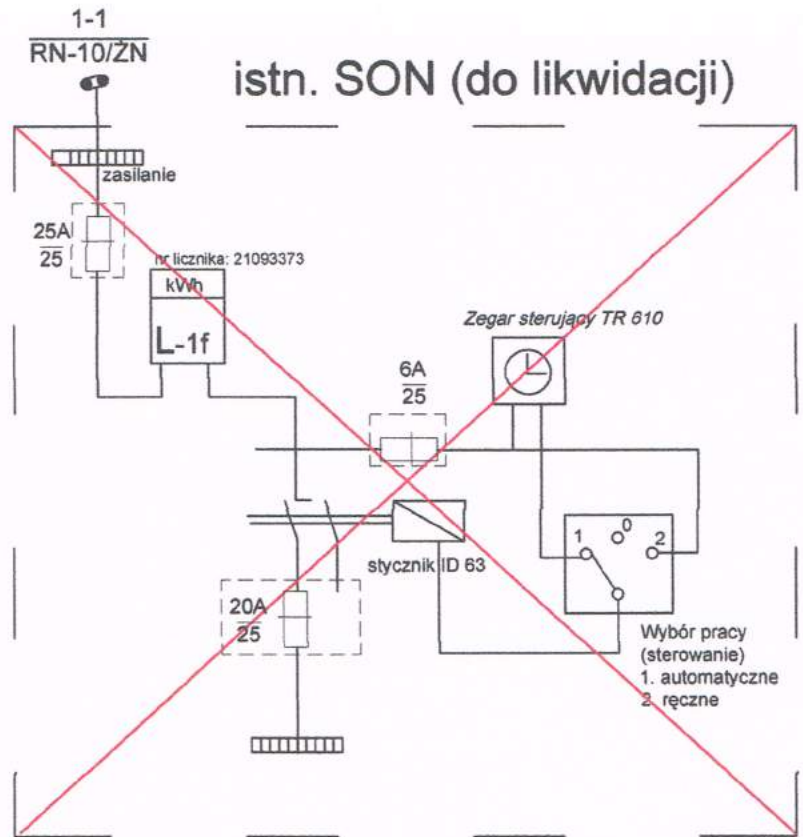 1-1
RN-10/ŻN
istn. SON (do likwidacji)
zasilanie
25A
25
nr licznika: 21093373
kWh
L-1f
Zegar sterujący TR 610
6A
25
1
0
2
stycznik ID 63
20A
25
Wybór pracy
(sterowanie)
1. automatyczne
2. ręczne